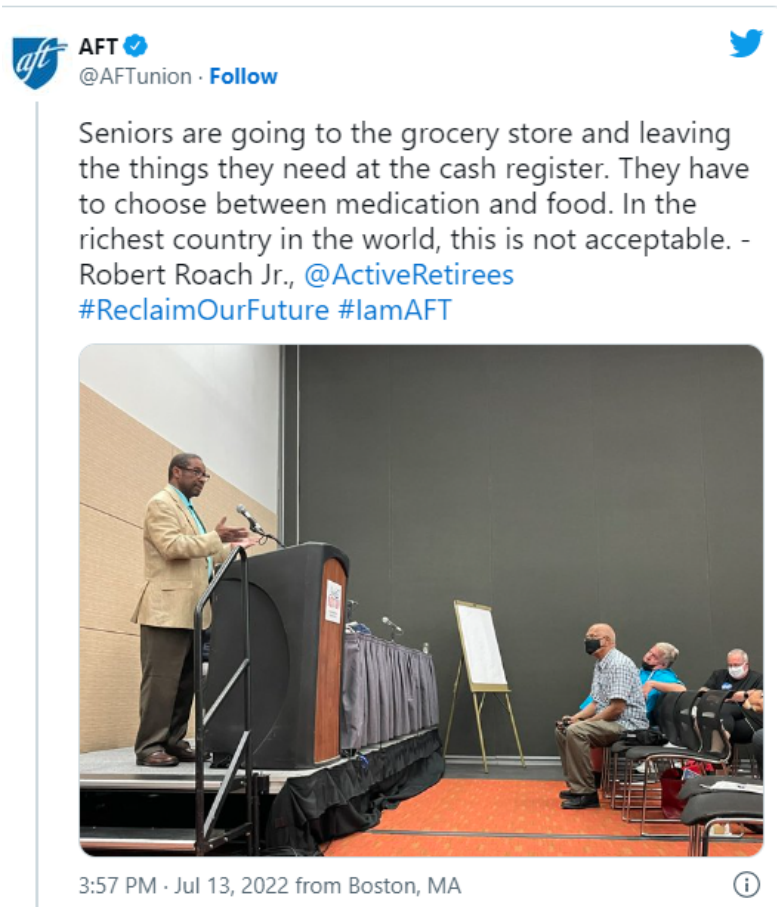 aft
AFT
@AFTunion · Follow
Seniors are going to the grocery store and leaving
the things they need at the cash register. They have
to choose between medication and food. In the
richest country in the world, this is not acceptable. -
Robert Roach Jr., @ActiveRetirees
#ReclaimOurFuture #IamAFT
3:57 PM · Jul 13, 2022 from Boston, MA